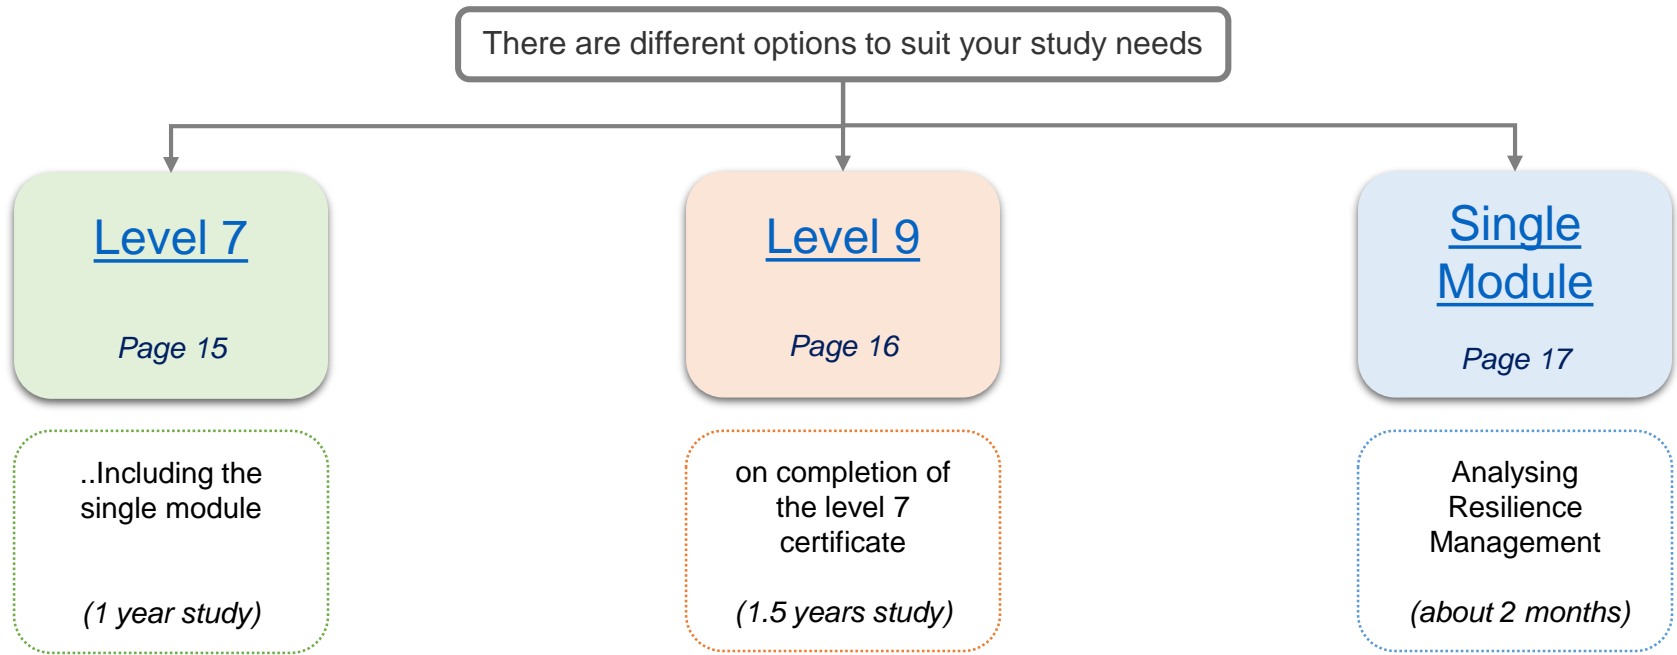 There are different options to suit your study needs
Level 7
Page 15
Level 9
Page 16
Single
Module
Page 17
..Including the
single module
(1 year study)
on completion of
the level 7
certificate
(1.5 years study)
Analysing
Resilience
Management
(about 2 months)